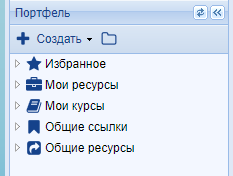 Портфель
Создать
Избранное
Мои ресурсы
Мои курсы
Общие ссылки
Общие ресурсы